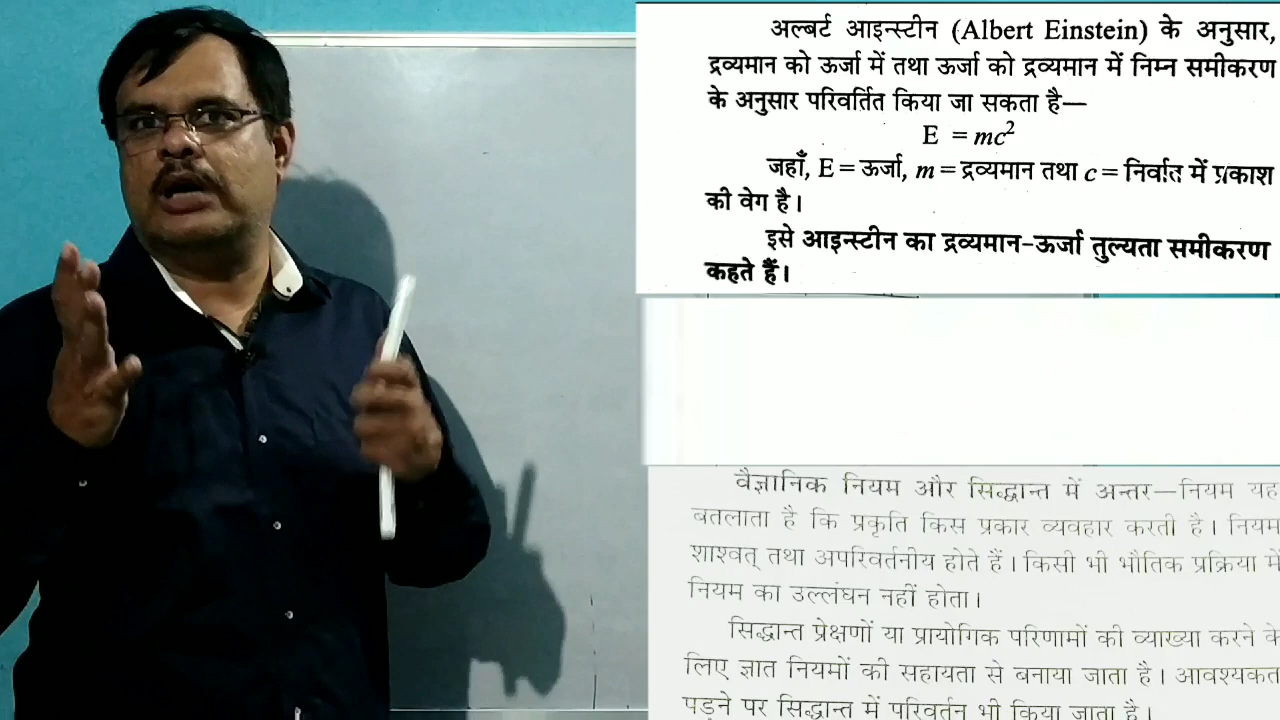 अल्बर्ट आइन्स्टीन (Albert Einstein) के अनुसार,
द्रव्यमान को ऊर्जा में तथा ऊर्जा को द्रव्यमान में निम्न समीकरण
के अनुसार परिवर्तित किया जा सकता है—
E = mc²
जहाँ, E = ऊर्जा, m = द्रव्यमान तथा c = निर्वात में प्रकाश
की वेग है।
इसे आइन्स्टीन का द्रव्यमान-ऊर्जा तुल्यता समीकरण
कहते हैं।
वैज्ञानिक नियम और सिद्धान्त में अन्तर—नियम यह
बतलाता है कि प्रकृति किस प्रकार व्यवहार करती है। नियम
शाश्वत् तथा अपरिवर्तनीय होते हैं। किसी भी भौतिक प्रक्रिया में
नियम का उल्लंघन नहीं होता।
सिद्धान्त प्रेक्षणों या प्रायोगिक परिणामों की व्याख्या करने के
लिए ज्ञात नियमों की सहायता से बनाया जाता है। आवश्यकत
पड़ने पर सिद्धान्त में परिवर्तन भी किया जाता है।